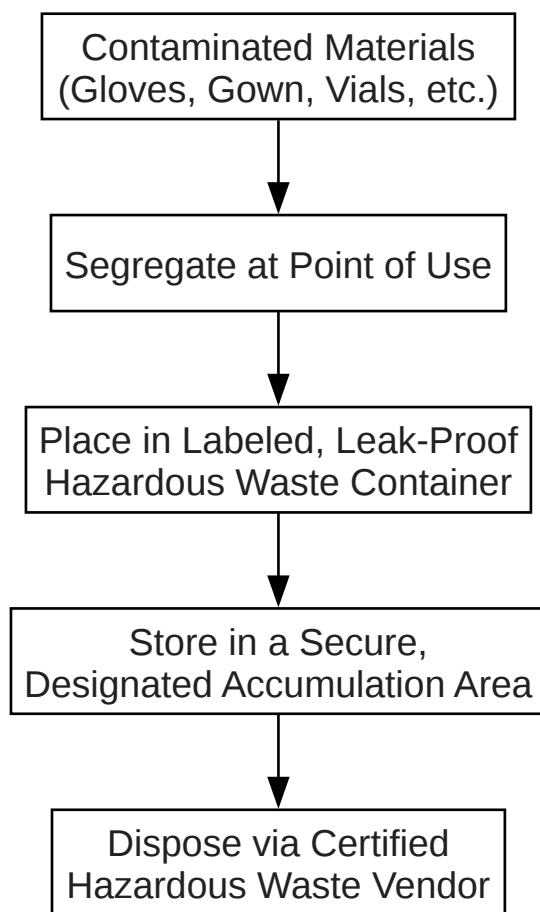 Contaminated Materials
(Gloves, Gown, Vials, etc.)
Segregate at Point of Use
Place in Labeled, Leak-Proof
Hazardous Waste Container
Store in a Secure,
Designated Accumulation Area
Dispose via Certified
Hazardous Waste Vendor